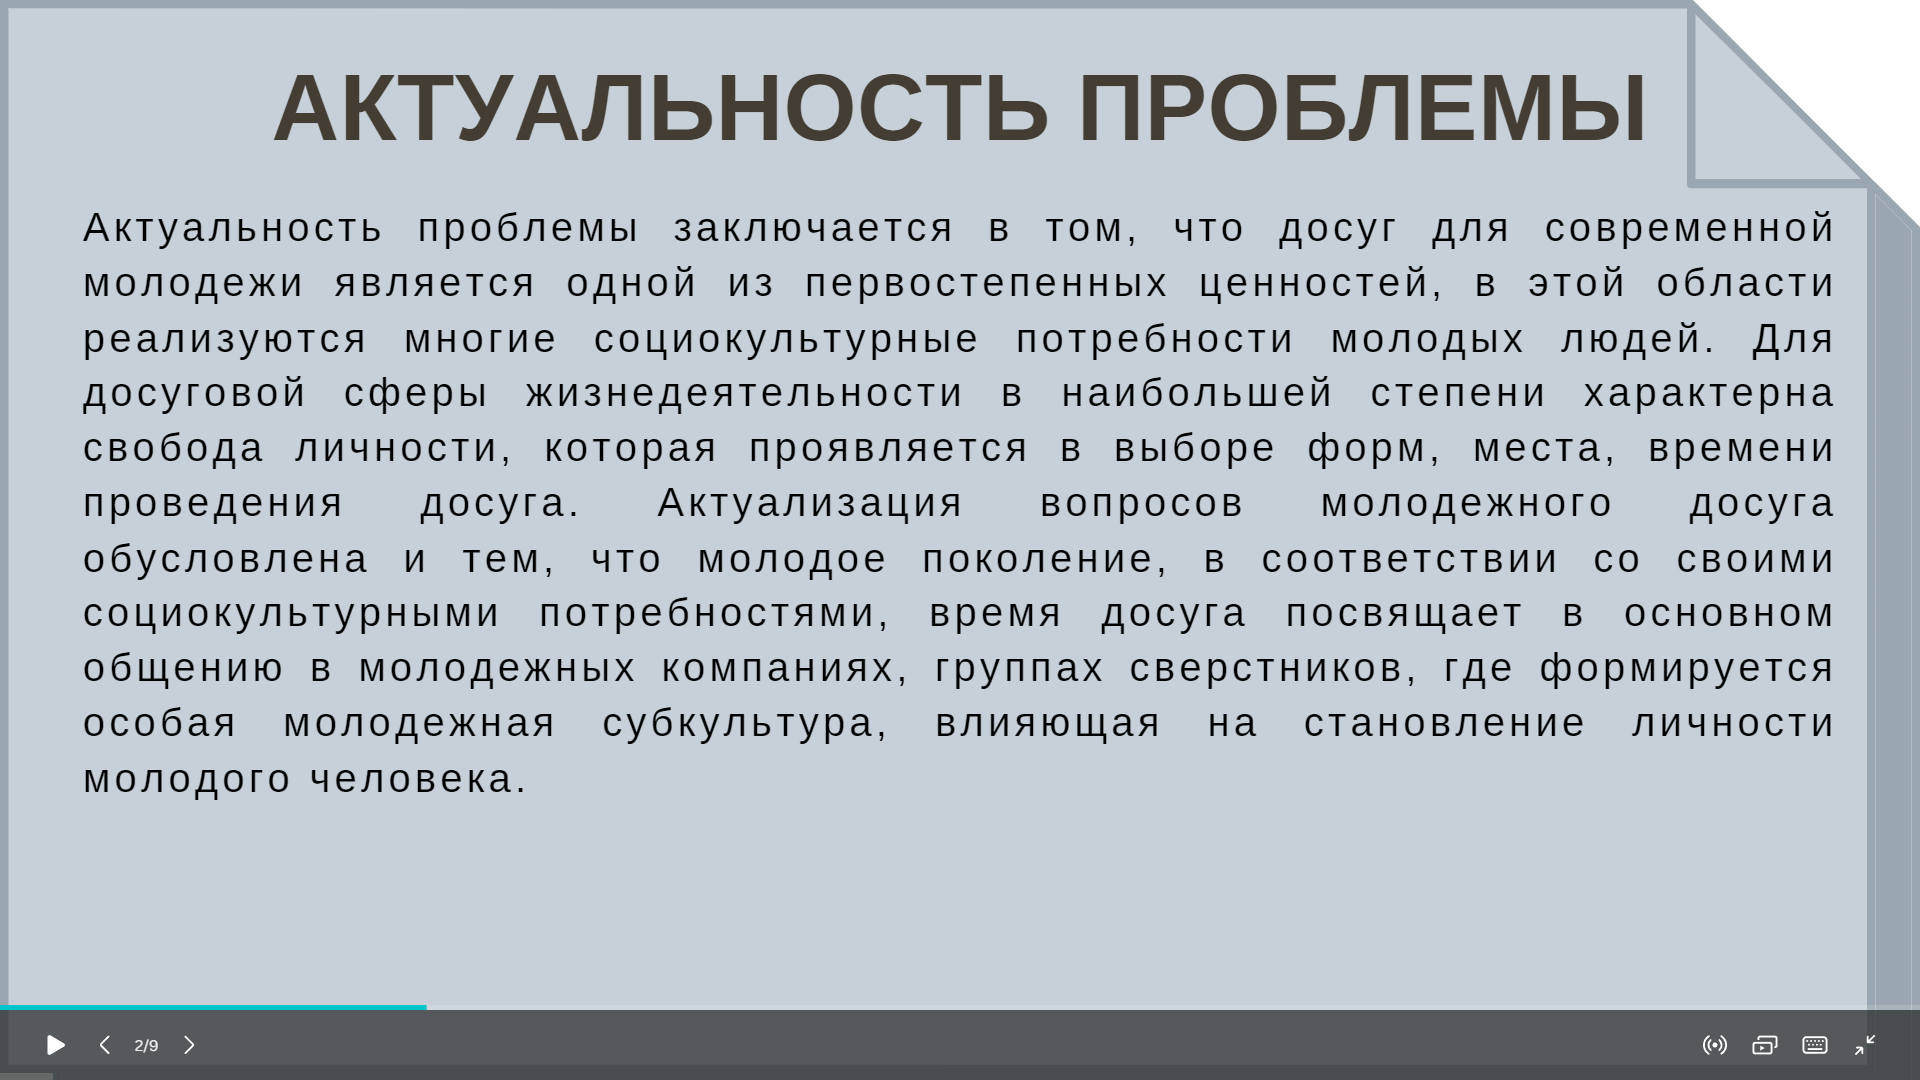 АКТУАЛЬНОСТЬ ПРОБЛЕМЫ
Актуальность проблемы заключается в том, что досуг для современной
молодежи является одной из первостепенных ценностей, в этой области
реализуются многие социокультурные потребности молодых людей. Для
досуговой сферы жизнедеятельности в наибольшей степени характерна
свобода личности, которая проявляется в выборе форм, места, времени
проведения досуга. Актуализация вопросов молодежного досуга
обусловлена и тем, что молодое поколение, в соответствии со своими
социокультурными потребностями, время досуга посвящает в основном
общению в молодежных компаниях, группах сверстников, где формируется
особая молодежная субкультура, влияющая на становление личности
молодого человека.
2/9